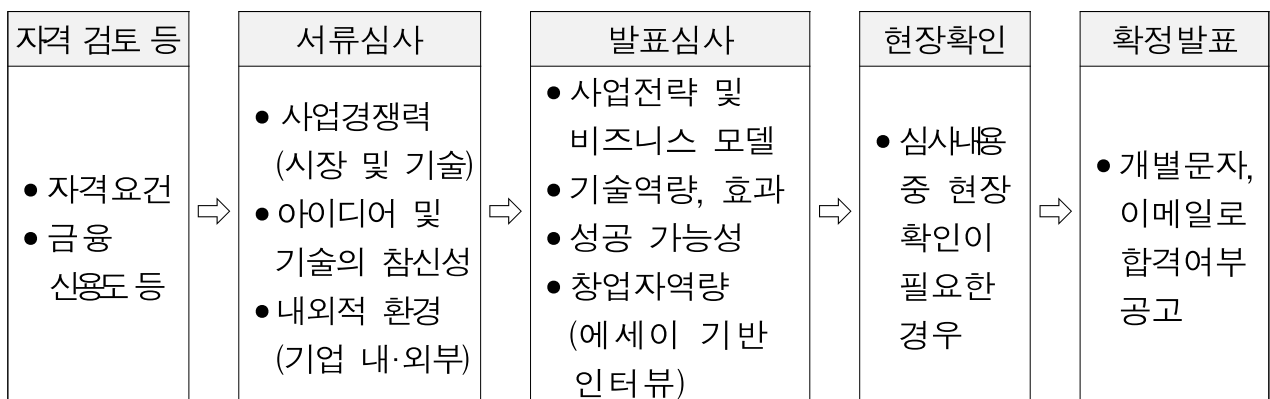 자격 검토 등
● 자격요건
● 금융
신용도 등
⇨
서류심사
● 사업경쟁력
(시장 및 기술)
● 아이디어 및
기술의 참신성
● 내외적 환경
(기업 내·외부)
⇨
발표심사
● 사업전략 및
비즈니스 모델
● 기술역량, 효과
● 성공 가능성
● 창업자역량
(에세이 기반
인터뷰)
⇨
현장확인
● 심사내용
중 현장
확인이
필요한
경우
⇨
확정발표
● 개별문자,
이메일로
합격여부
공고